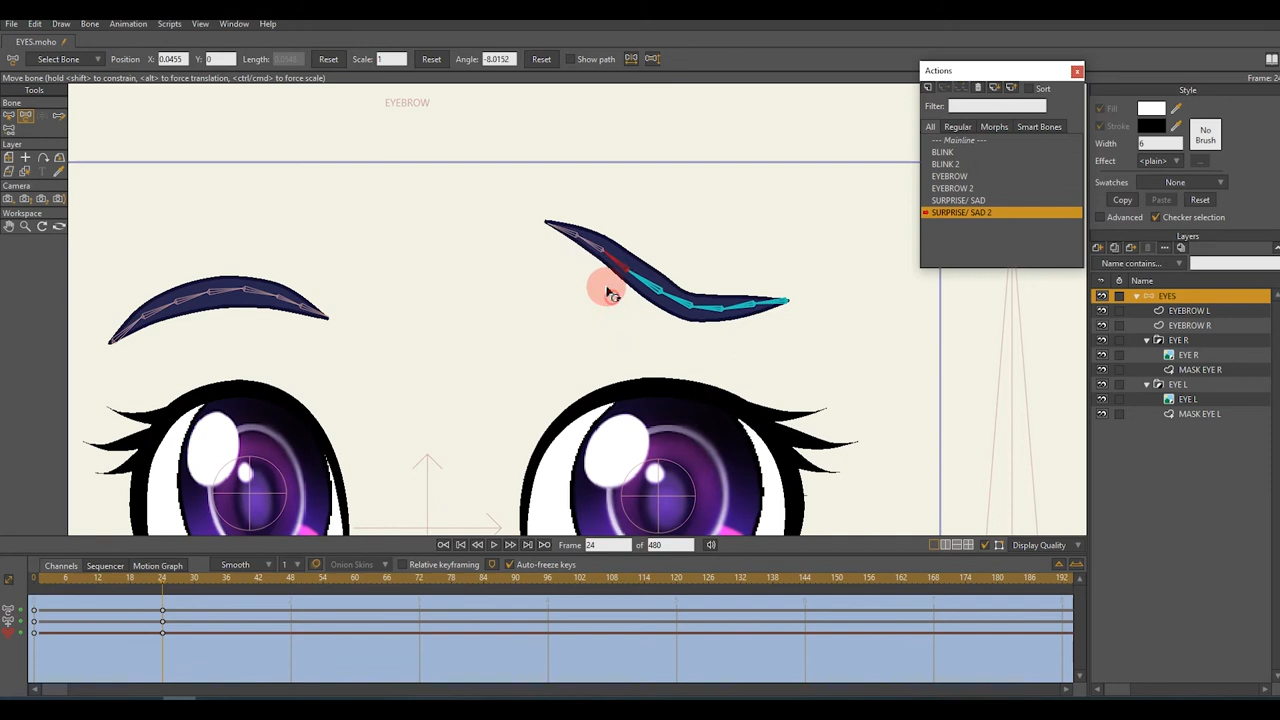 File Edit Draw Bone Animation Scripts View Window Help
EYES.moho
Select Bone Position X: 0.0455 Y: 0 Length: Reset Scale: 1 Reset Angle: -8.0152 Reset Show path
Move bone (hold <shift> to constrain, <alt> to force translation, <ctrl/cmd> to force scale)
Frame: 24
Tools
Bone
Layer
Camera
Workspace
EYEBROW
Actions
Sort
Filter:
All Regular Morphs Smart Bones
--- Mainline ---
BLINK
BLINK 2
EYEBROW
EYEBROW 2
SURPRISE/ SAD
SURPRISE/ SAD 2
Style
Fill
Stroke
No
Brush
Width 6
Effect <plain> ...
Swatches None
Copy Paste Reset
Advanced Checker selection
Layers
Name contains...
Name
EYES
EYEBROW L
EYEBROW R
EYE R
EYE R
MASK EYE R
EYE L
EYE L
MASK EYE L
Frame 24 of 480 Display Quality
Channels Sequencer Motion Graph Smooth 1 Onion Skins Relative keyframing Auto-freeze keys
0 6 12 18 24 30 36 42 48 54 60 66 72 78 84 90 96 102 108 114 120 126 132 138 144 150 156 162 168 174 180 186 192